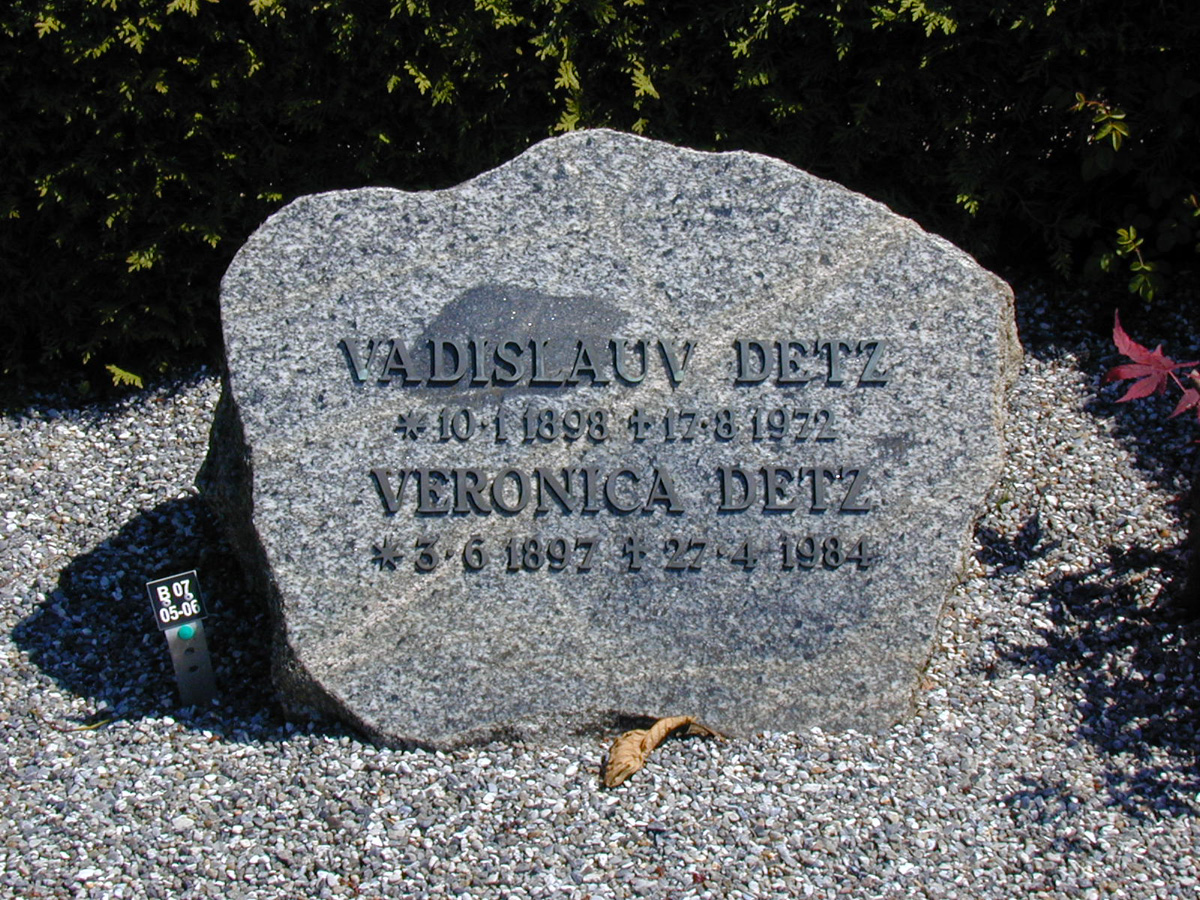 VADISLAUV DETZ
* 10·1 1898 ✝ 17·8 1972
VERONICA DETZ
* 3·6 1897 ✝ 27·4 1984
B 07
05-06